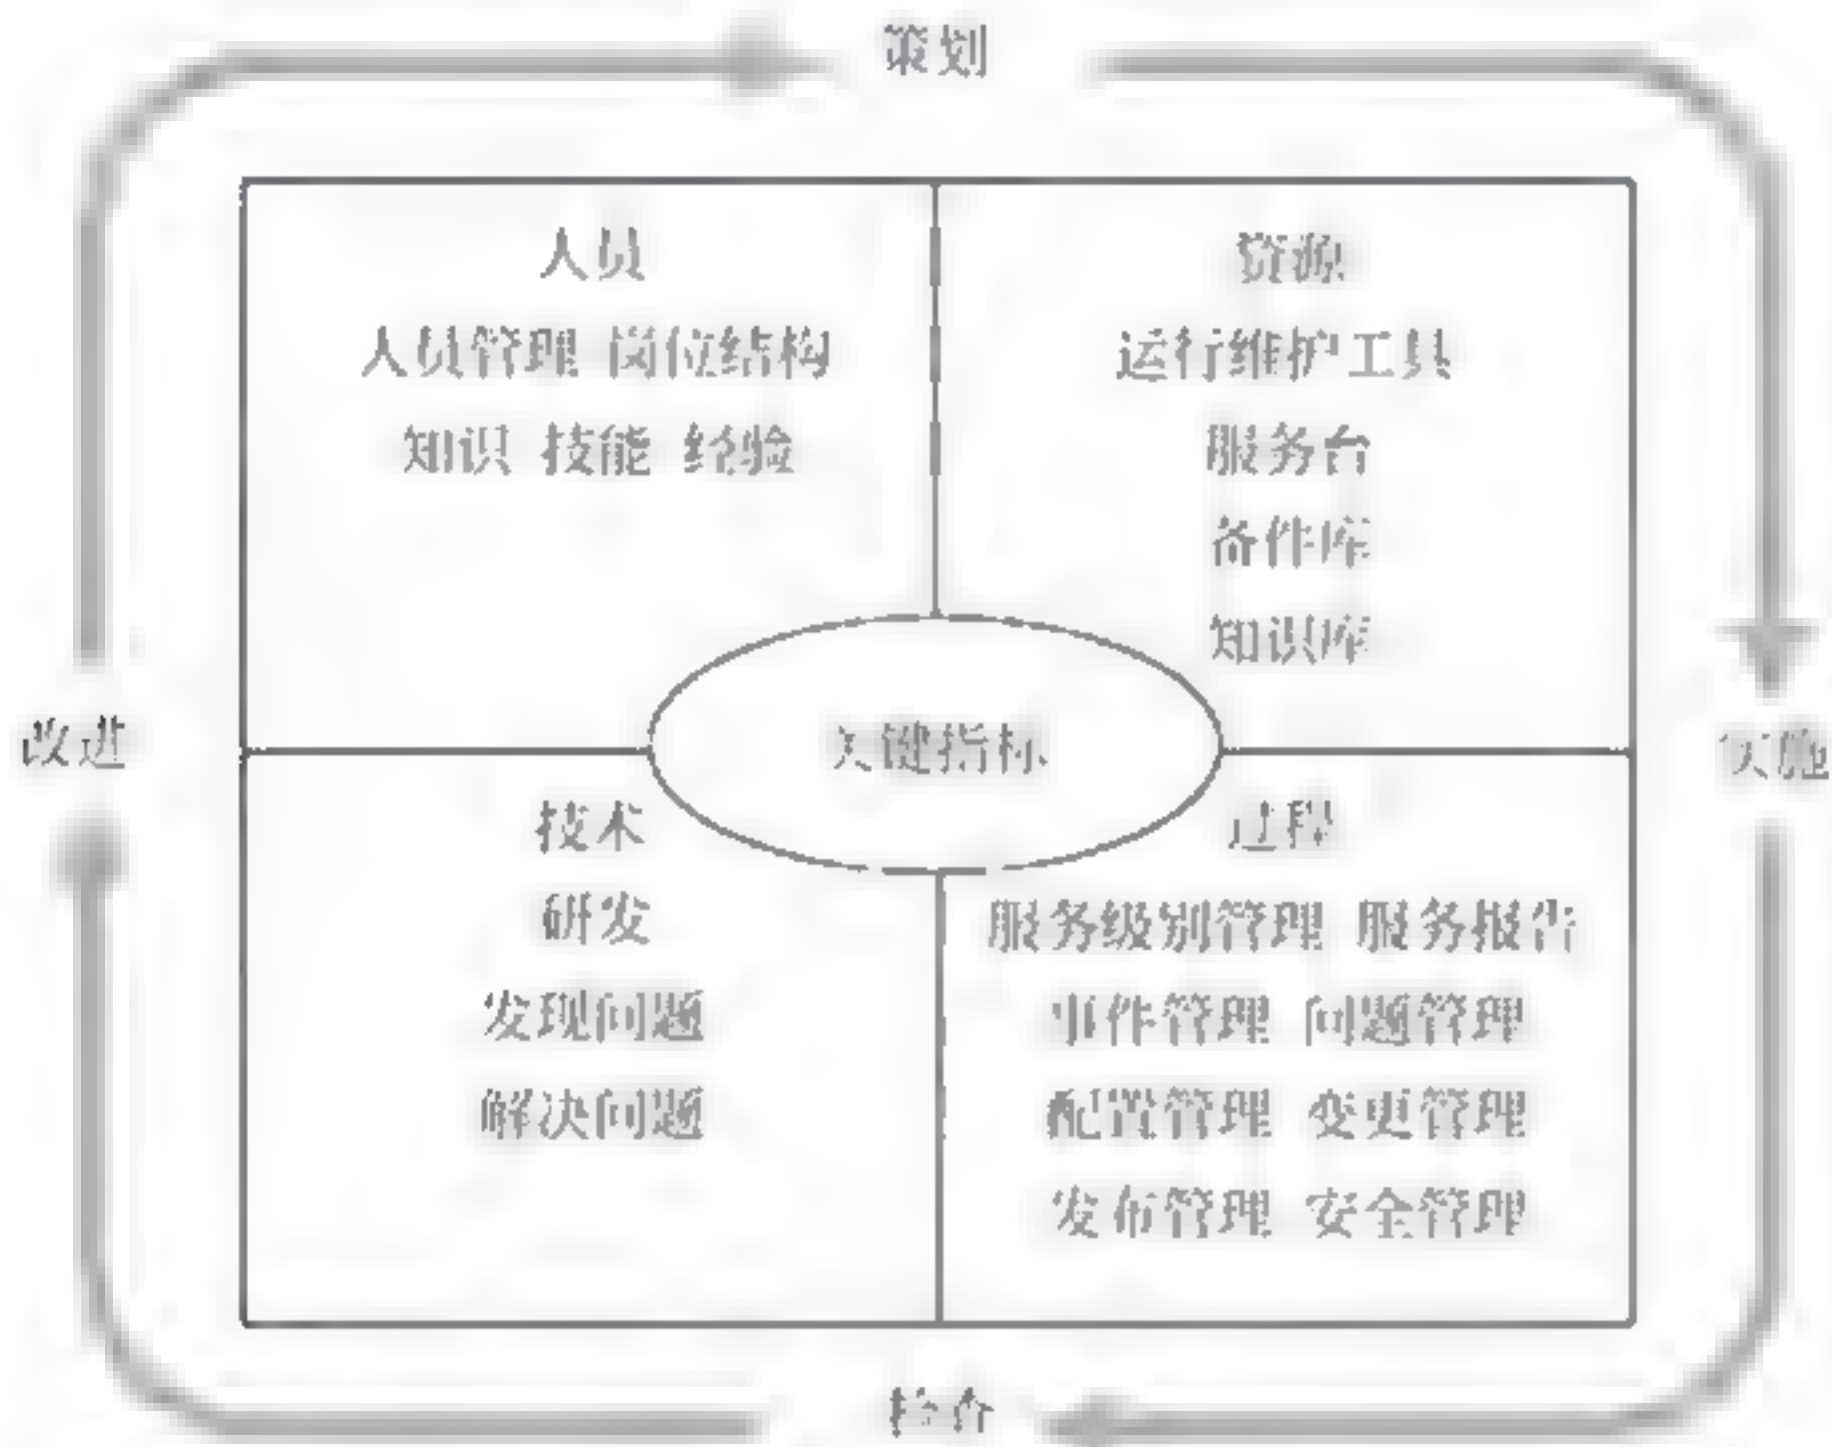 策划
人员
人员管理 岗位结构
知识 技能 经验
资源
运行维护工具
服务台
备件库
知识库
改进
关键指标
实施
技术
研发
发现问题
解决问题
过程
服务级别管理 服务报告
事件管理 问题管理
配置管理 变更管理
发布管理 安全管理
检查